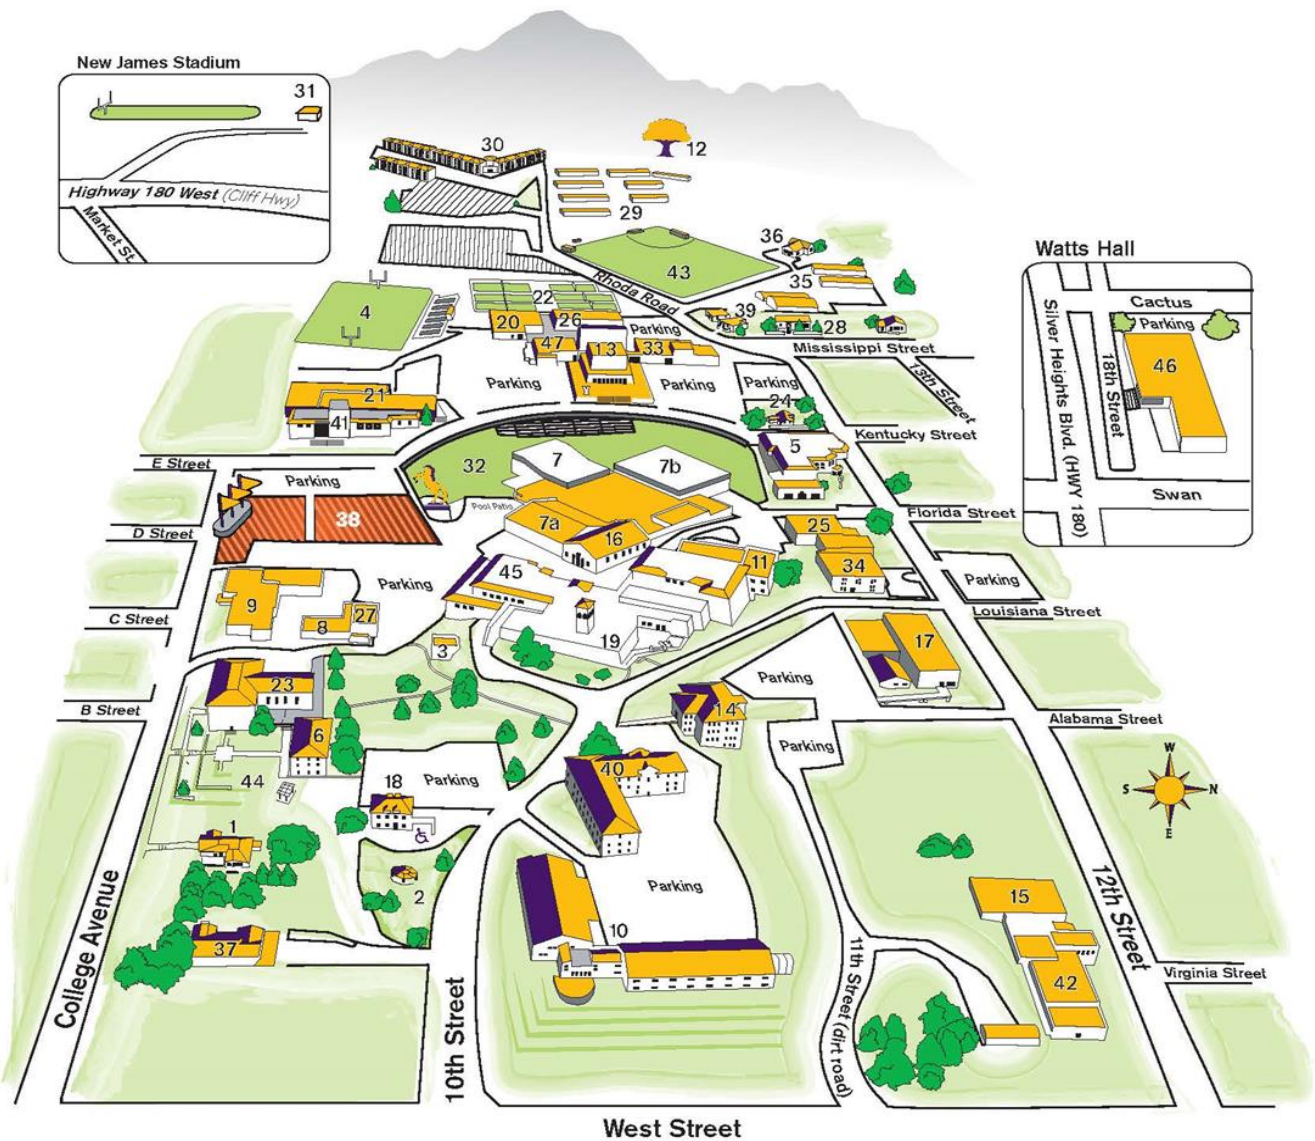 New James Stadium
31
Highway 180 West (Cliff Hwy)
Market St.
30
12
29
36
43
35
Rhoda Road
Watts Hall
Cactus
Parking
46
18th Street
Silver Heights Blvd. (HWY 180)
Swan
4
22
20
26
39
28
Parking
47
13
33
Mississippi Street
13th Street
Parking
Parking
Parking
21
24
41
Kentucky Street
5
E Street
32
7
7b
Parking
Pool Patio
38
7a
Florida Street
25
D Street
16
45
11
34
Parking
Parking
9
27
8
C Street
Louisiana Street
3
19
17
23
Parking
B Street
14
Alabama Street
6
Parking
W
S
N
E
44
18
Parking
40
1
2
Parking
15
12th Street
College Avenue
37
10
11th Street (dirt road)
42
Virginia Street
10th Street
West Street